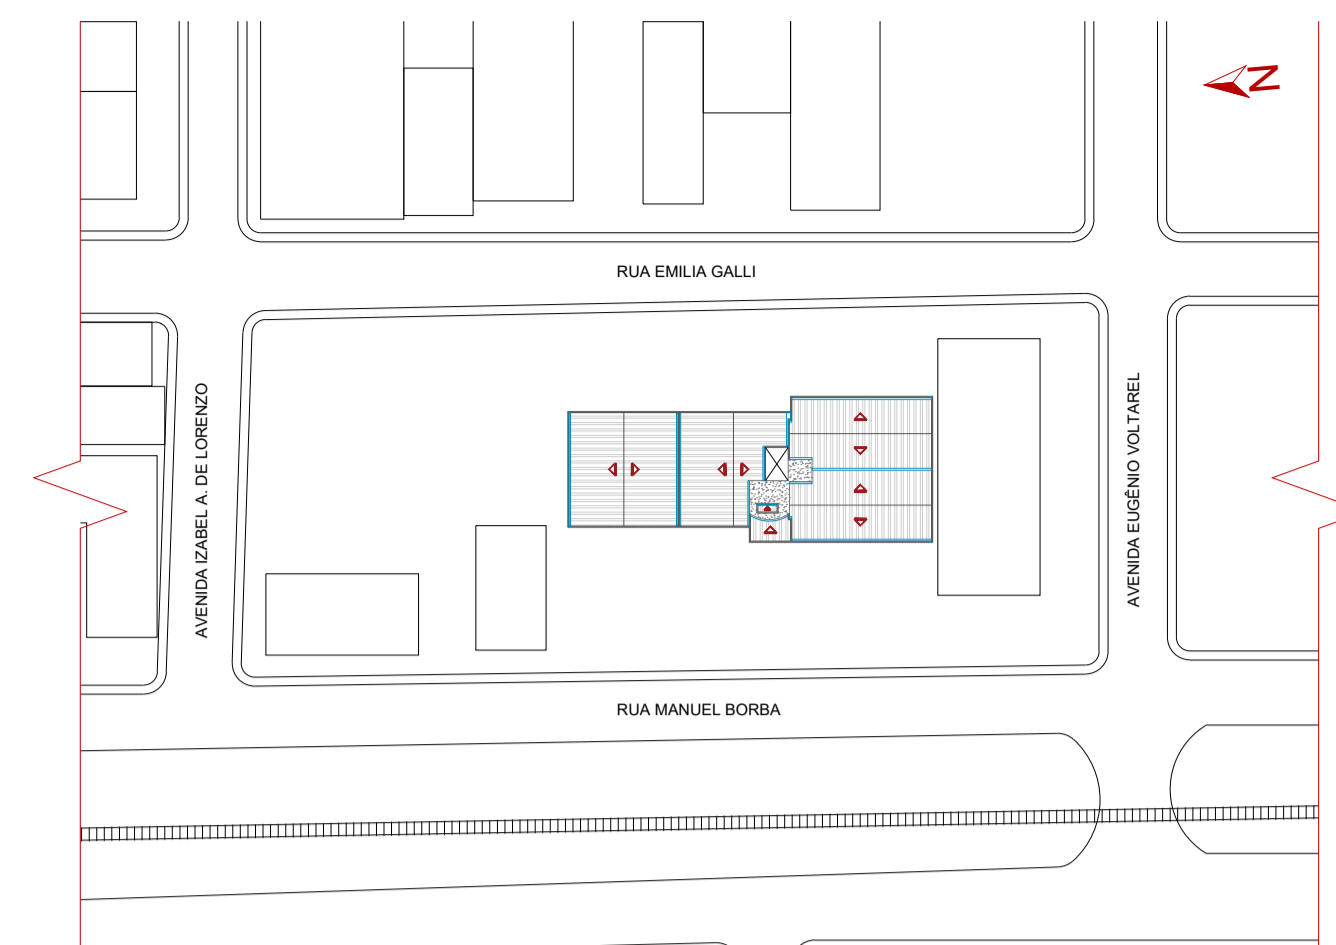 N
RUA EMILIA GALLI
AVENIDA IZABEL A. DE LORENZO
AVENIDA EUGÊNIO VOLTAREL
RUA MANUEL BORBA